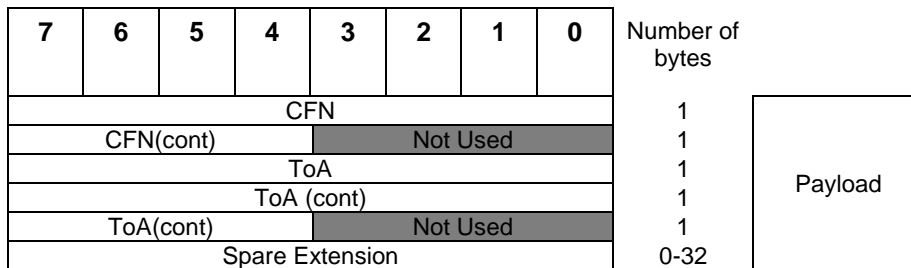 7 6 5 4 3 2 1 0 Number of
bytes
CFN 1
CFN(cont) Not Used 1
ToA 1
ToA (cont) 1
Payload
ToA(cont) Not Used 1
Spare Extension 0-32